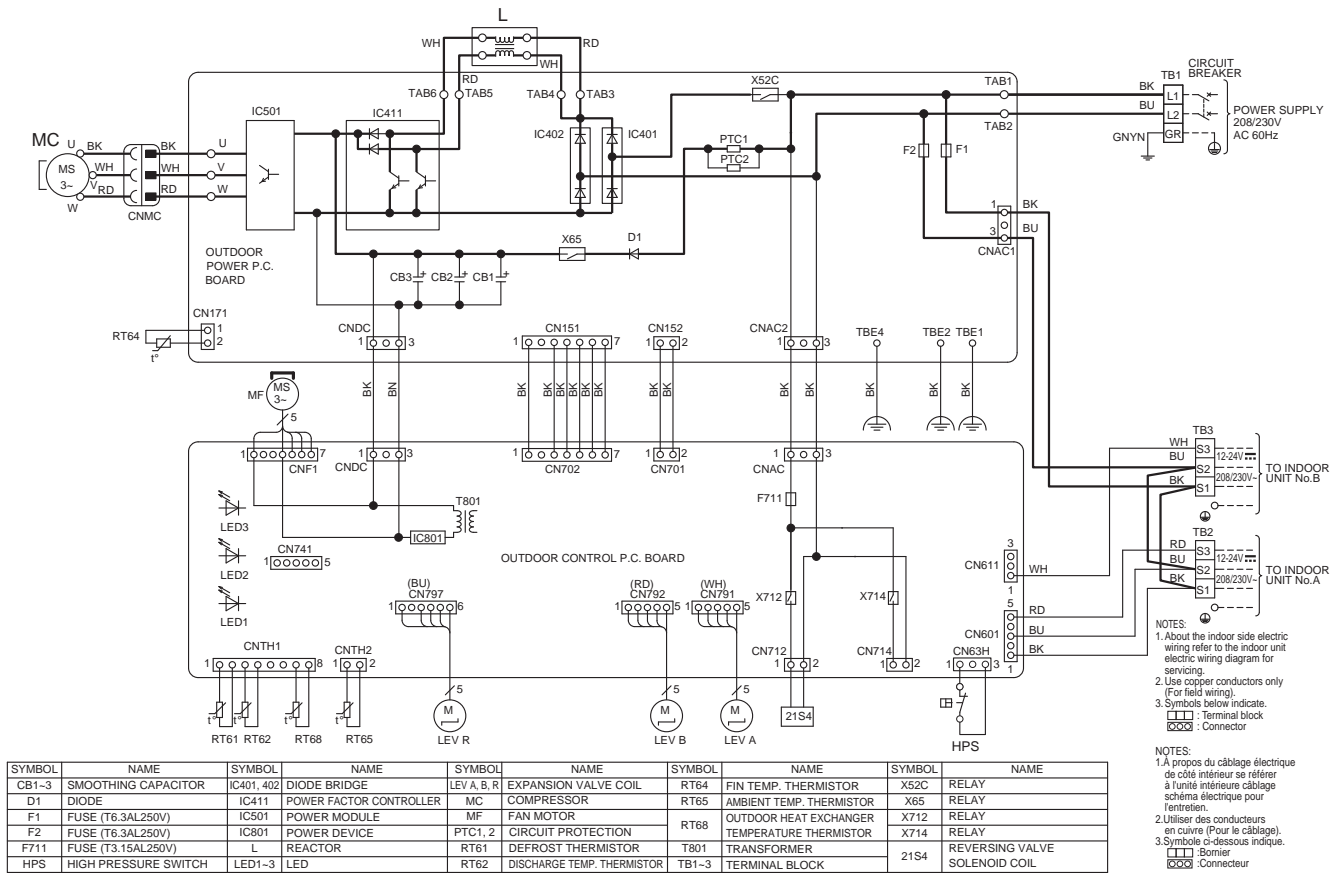 L
WH
RD
WH
RD
TAB6
TAB5
TAB4
TAB3
X52C
TAB1
TAB2
TB1
CIRCUIT
BREAKER
BK
L1
BU
L2
GNYN
GR
POWER SUPPLY
208/230V
AC 60Hz
IC501
IC411
IC402
IC401
PTC1
PTC2
F2
F1
MC
U
BK
BK
U
MS
3~
V
WH
WH
V
RD
RD
W
W
CNMC
1
BK
3
BU
CNAC1
OUTDOOR
POWER P.C.
BOARD
X65
D1
CB3
+
CB2
+
CB1
+
CN171
1
2
RT64
t°
CNDC
1
3
CN151
1
7
CN152
1
2
CNAC2
1
3
TBE4
TBE2
TBE1
MF
MS
3~
5
BK
BN
BK
BK
BK
BK
BK
BK
BK
BK
BK
BK
BK
BK
1
7
CNF1
1
3
CNDC
1
7
CN702
1
2
CN701
1
3
CNAC
TB3
WH
S3
BU
12-24V
S2
BK
208/230V~
S1
TO INDOOR
UNIT No.B
F711
T801
IC801
LED3
LED2
LED1
CN741
1
5
OUTDOOR CONTROL P.C. BOARD
TB2
RD
S3
BU
12-24V
S2
BK
208/230V~
S1
TO INDOOR
UNIT No.A
3
CN611
1
WH
5
CN601
1
RD
BU
BK
(BU)
CN797
1
6
(RD)
CN792
1
5
(WH)
CN791
1
5
X712
X714
CNTH1
1
8
CNTH2
1
2
CN712
1
2
CN714
1
2
CN63H
1
3
t°
t°
t°
t°
RT61
RT62
RT68
RT65
5
M
LEV R
5
M
LEV B
5
M
LEV A
21S4
HPS
NOTES:
1. About the indoor side electric
wiring refer to the indoor unit
electric wiring diagram for
servicing.
2. Use copper conductors only
(For field wiring).
3. Symbols below indicate.
: Terminal block
: Connector
NOTES:
1.À propos du câblage électrique
de côté intérieur se référer
à l'unité intérieure câblage
schéma électrique pour
l'entretien.
2.Utiliser des conducteurs
en cuivre (Pour le câblage).
3.Symbole ci-dessous indique.
:Bornier
:Connecteur
SYMBOL NAME SYMBOL NAME SYMBOL NAME SYMBOL NAME SYMBOL NAME
CB1~3 SMOOTHING CAPACITOR IC401, 402 DIODE BRIDGE LEV A, B, R EXPANSION VALVE COIL RT64 FIN TEMP. THERMISTOR X52C RELAY
D1 DIODE IC411 POWER FACTOR CONTROLLER MC COMPRESSOR RT65 AMBIENT TEMP. THERMISTOR X65 RELAY
F1 FUSE (T6.3AL250V) IC501 POWER MODULE MF FAN MOTOR RT68 OUTDOOR HEAT EXCHANGER X712 RELAY
F2 FUSE (T6.3AL250V) IC801 POWER DEVICE PTC1, 2 CIRCUIT PROTECTION TEMPERATURE THERMISTOR X714 RELAY
F711 FUSE (T3.15AL250V) L REACTOR RT61 DEFROST THERMISTOR T801 TRANSFORMER 21S4 REVERSING VALVE
HPS HIGH PRESSURE SWITCH LED1~3 LED RT62 DISCHARGE TEMP. THERMISTOR TB1~3 TERMINAL BLOCK SOLENOID COIL